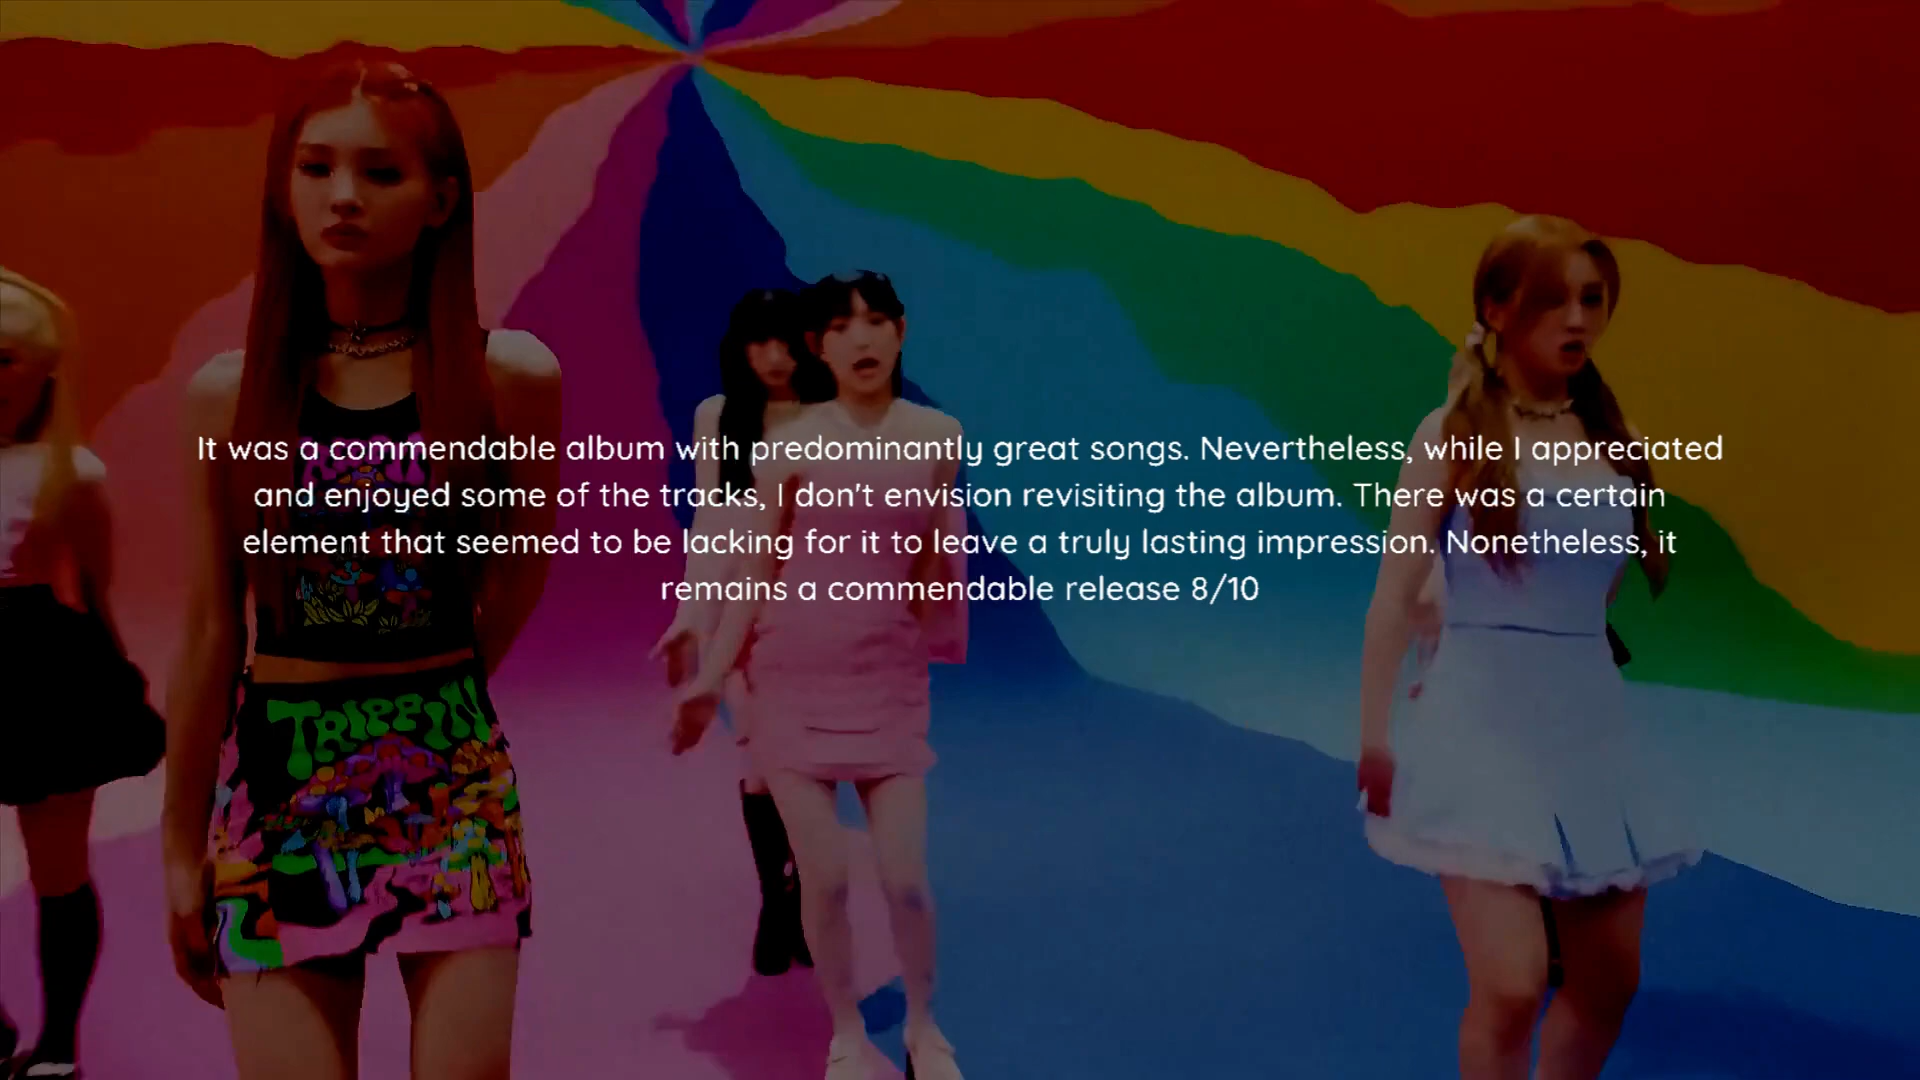 It was a commendable album with predominantly great songs. Nevertheless, while I appreciated
and enjoyed some of the tracks, I don't envision revisiting the album. There was a certain
element that seemed to be lacking for it to leave a truly lasting impression. Nonetheless, it
remains a commendable release 8/10
TRIPPIN